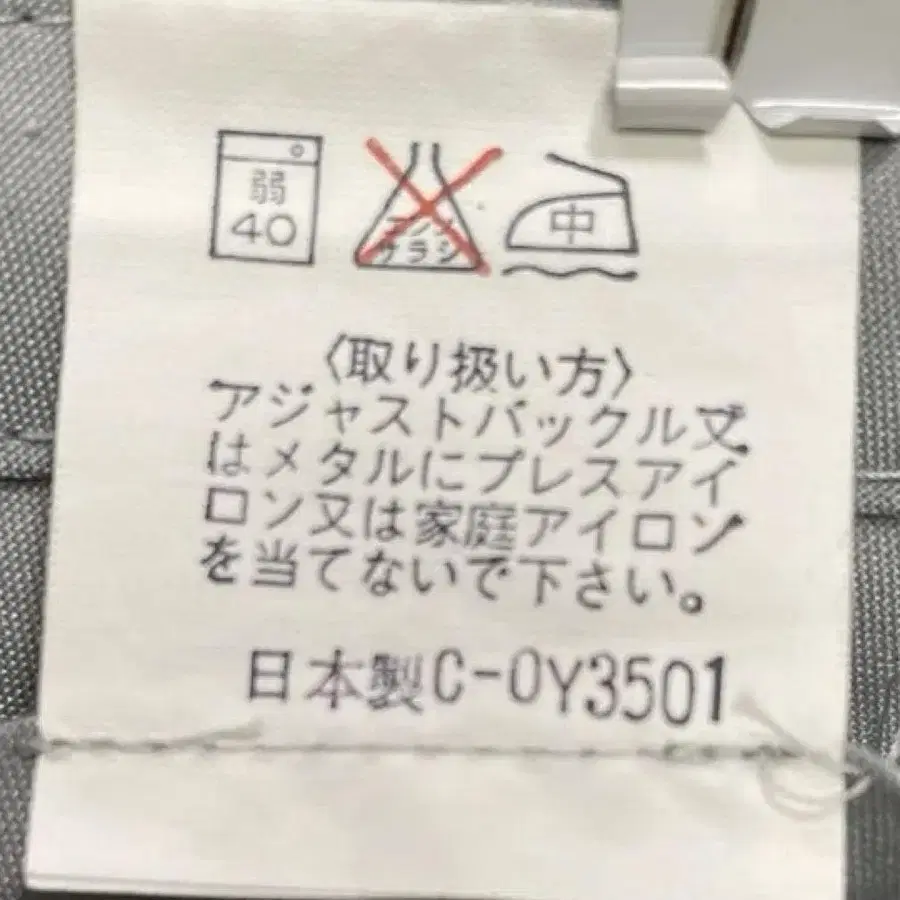 弱
40
エンソ
サラシ
中
〈取り扱い方〉
アジャストバックル又
はメタルにプレスアイ
ロン又は家庭アイロン
を当てないで下さい。
日本製C-0Y3501